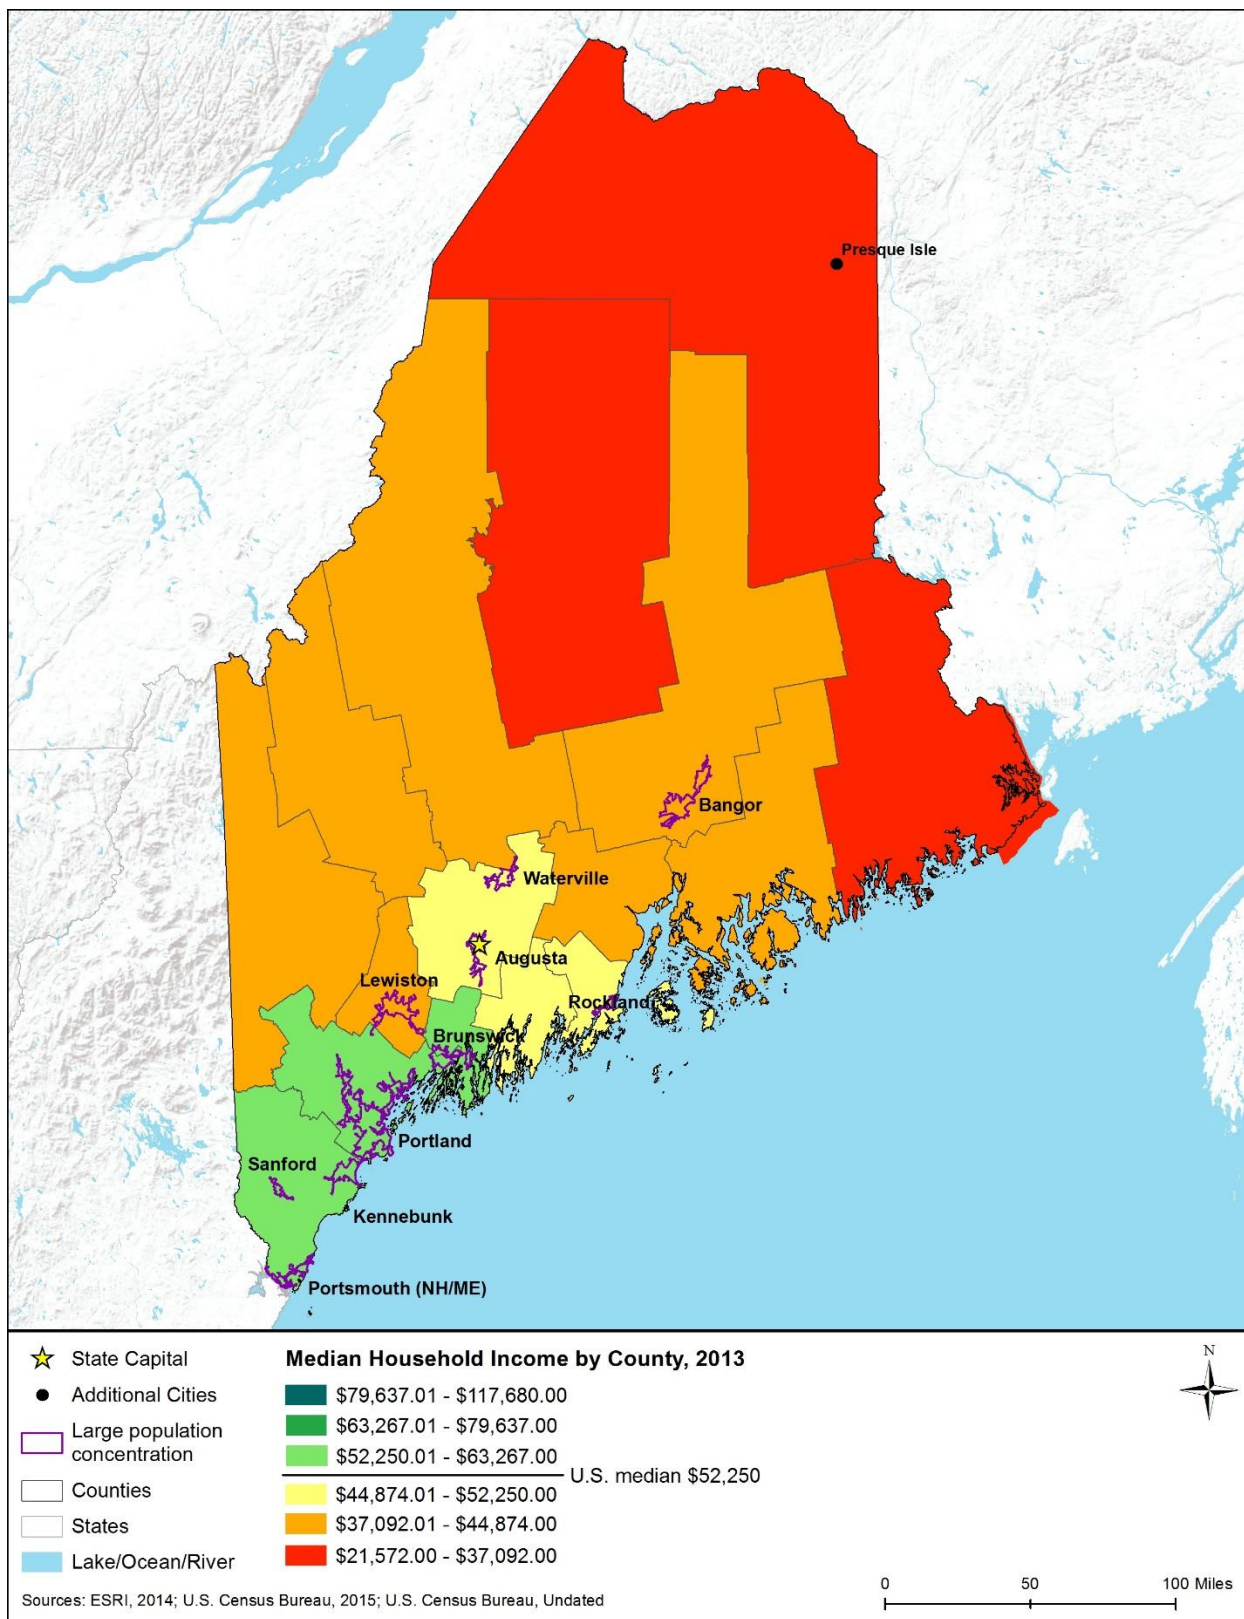 Presque Isle
Bangor
Waterville
Augusta
Lewiston
Rockland
Brunswick
Portland
Sanford
Kennebunk
Portsmouth (NH/ME)
State Capital
Additional Cities
Large population
concentration
Counties
States
Lake/Ocean/River
Median Household Income by County, 2013
$79,637.01 - $117,680.00
$63,267.01 - $79,637.00
$52,250.01 - $63,267.00
U.S. median $52,250
$44,874.01 - $52,250.00
$37,092.01 - $44,874.00
$21,572.00 - $37,092.00
N
0 50 100 Miles
Sources: ESRI, 2014; U.S. Census Bureau, 2015; U.S. Census Bureau, Undated